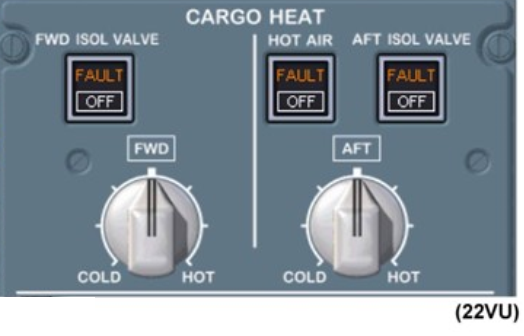 CARGO HEAT
FWD ISOL VALVE
HOT AIR
AFT ISOL VALVE
FAULT
OFF
FAULT
OFF
FAULT
OFF
FWD
AFT
COLD
HOT
COLD
HOT
(22VU)